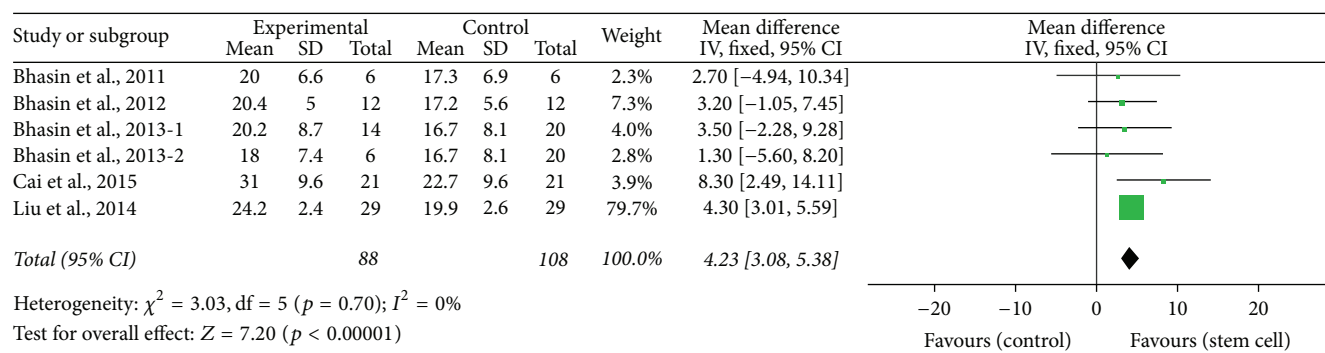 Study or subgroup Experimental Control Weight Mean difference Mean difference
Mean SD Total Mean SD Total IV, fixed, 95% CI IV, fixed, 95% CI
Bhasin et al., 2011 20 6.6 6 17.3 6.9 6 2.3% 2.70 [−4.94, 10.34]
Bhasin et al., 2012 20.4 5 12 17.2 5.6 12 7.3% 3.20 [−1.05, 7.45]
Bhasin et al., 2013-1 20.2 8.7 14 16.7 8.1 20 4.0% 3.50 [−2.28, 9.28]
Bhasin et al., 2013-2 18 7.4 6 16.7 8.1 20 2.8% 1.30 [−5.60, 8.20]
Cai et al., 2015 31 9.6 21 22.7 9.6 21 3.9% 8.30 [2.49, 14.11]
Liu et al., 2014 24.2 2.4 29 19.9 2.6 29 79.7% 4.30 [3.01, 5.59]
Total (95% CI) 88 108 100.0% 4.23 [3.08, 5.38]
Heterogeneity: χ² = 3.03, df = 5 (p = 0.70); I² = 0%
Test for overall effect: Z = 7.20 (p < 0.00001)
−20 −10 0 10 20
Favours (control) Favours (stem cell)